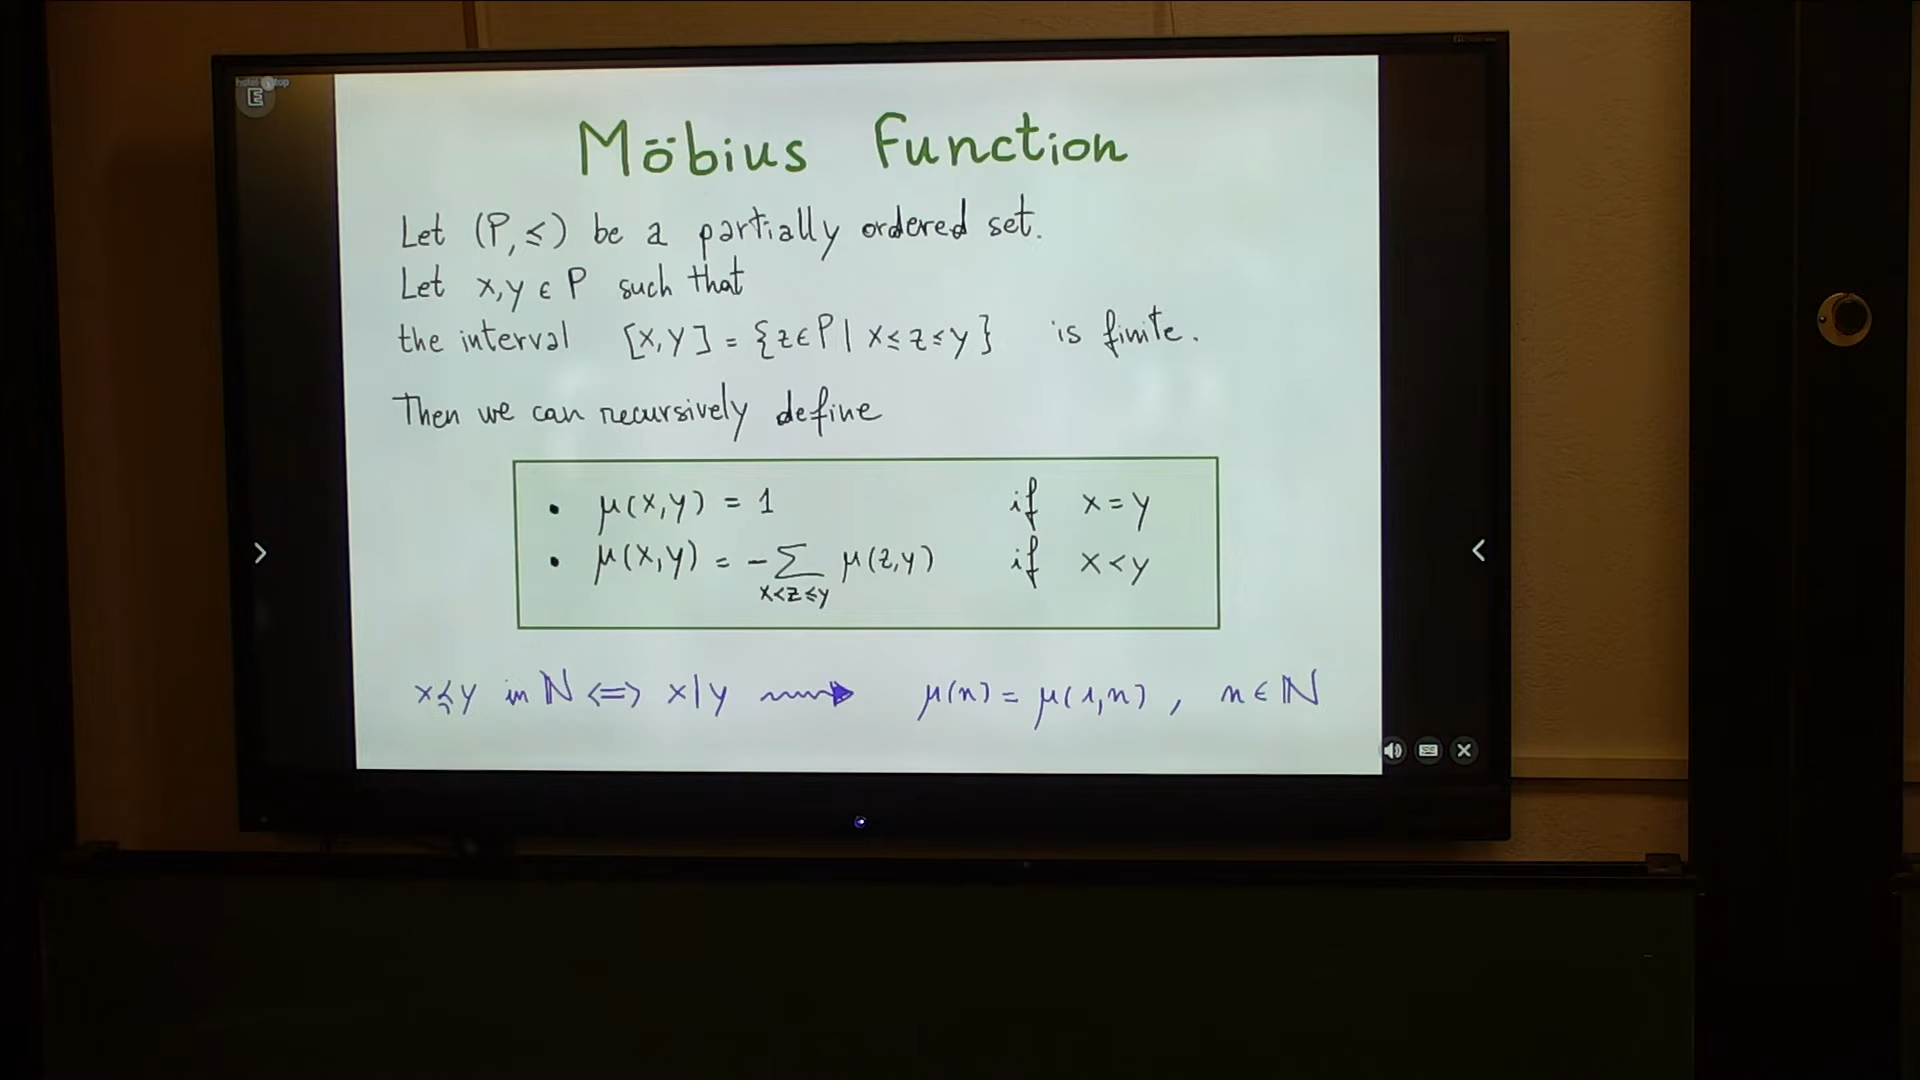 E
Möbius Function
Let (P, ≤) be a partially ordered set.
Let x,y ∈ P such that
the interval [x,y] = {z∈P | x≤z≤y} is finite.
Then we can recursively define
• μ(x,y) = 1 if x=y
• μ(x,y) = -∑ μ(z,y) if x<y
x<z≤y
x≤y in ℕ <=> x|y ⇝ μ(n) = μ(1,n) , n∈ℕ